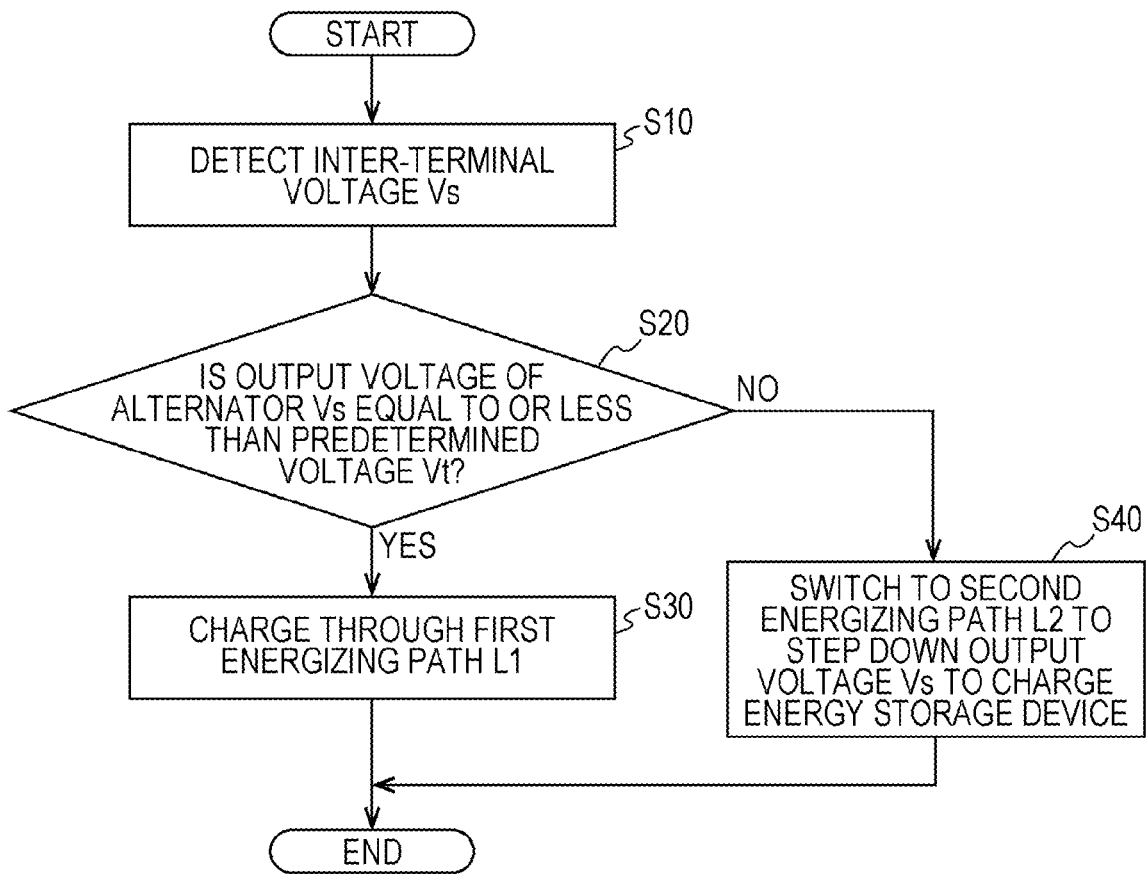 START
S10
DETECT INTER-TERMINAL
VOLTAGE Vs
S20
IS OUTPUT VOLTAGE OF
ALTERNATOR Vs EQUAL TO OR LESS
THAN PREDETERMINED
VOLTAGE Vt?
NO
YES
S30
CHARGE THROUGH FIRST
ENERGIZING PATH L1
S40
SWITCH TO SECOND
ENERGIZING PATH L2 TO
STEP DOWN OUTPUT
VOLTAGE Vs TO CHARGE
ENERGY STORAGE DEVICE
END